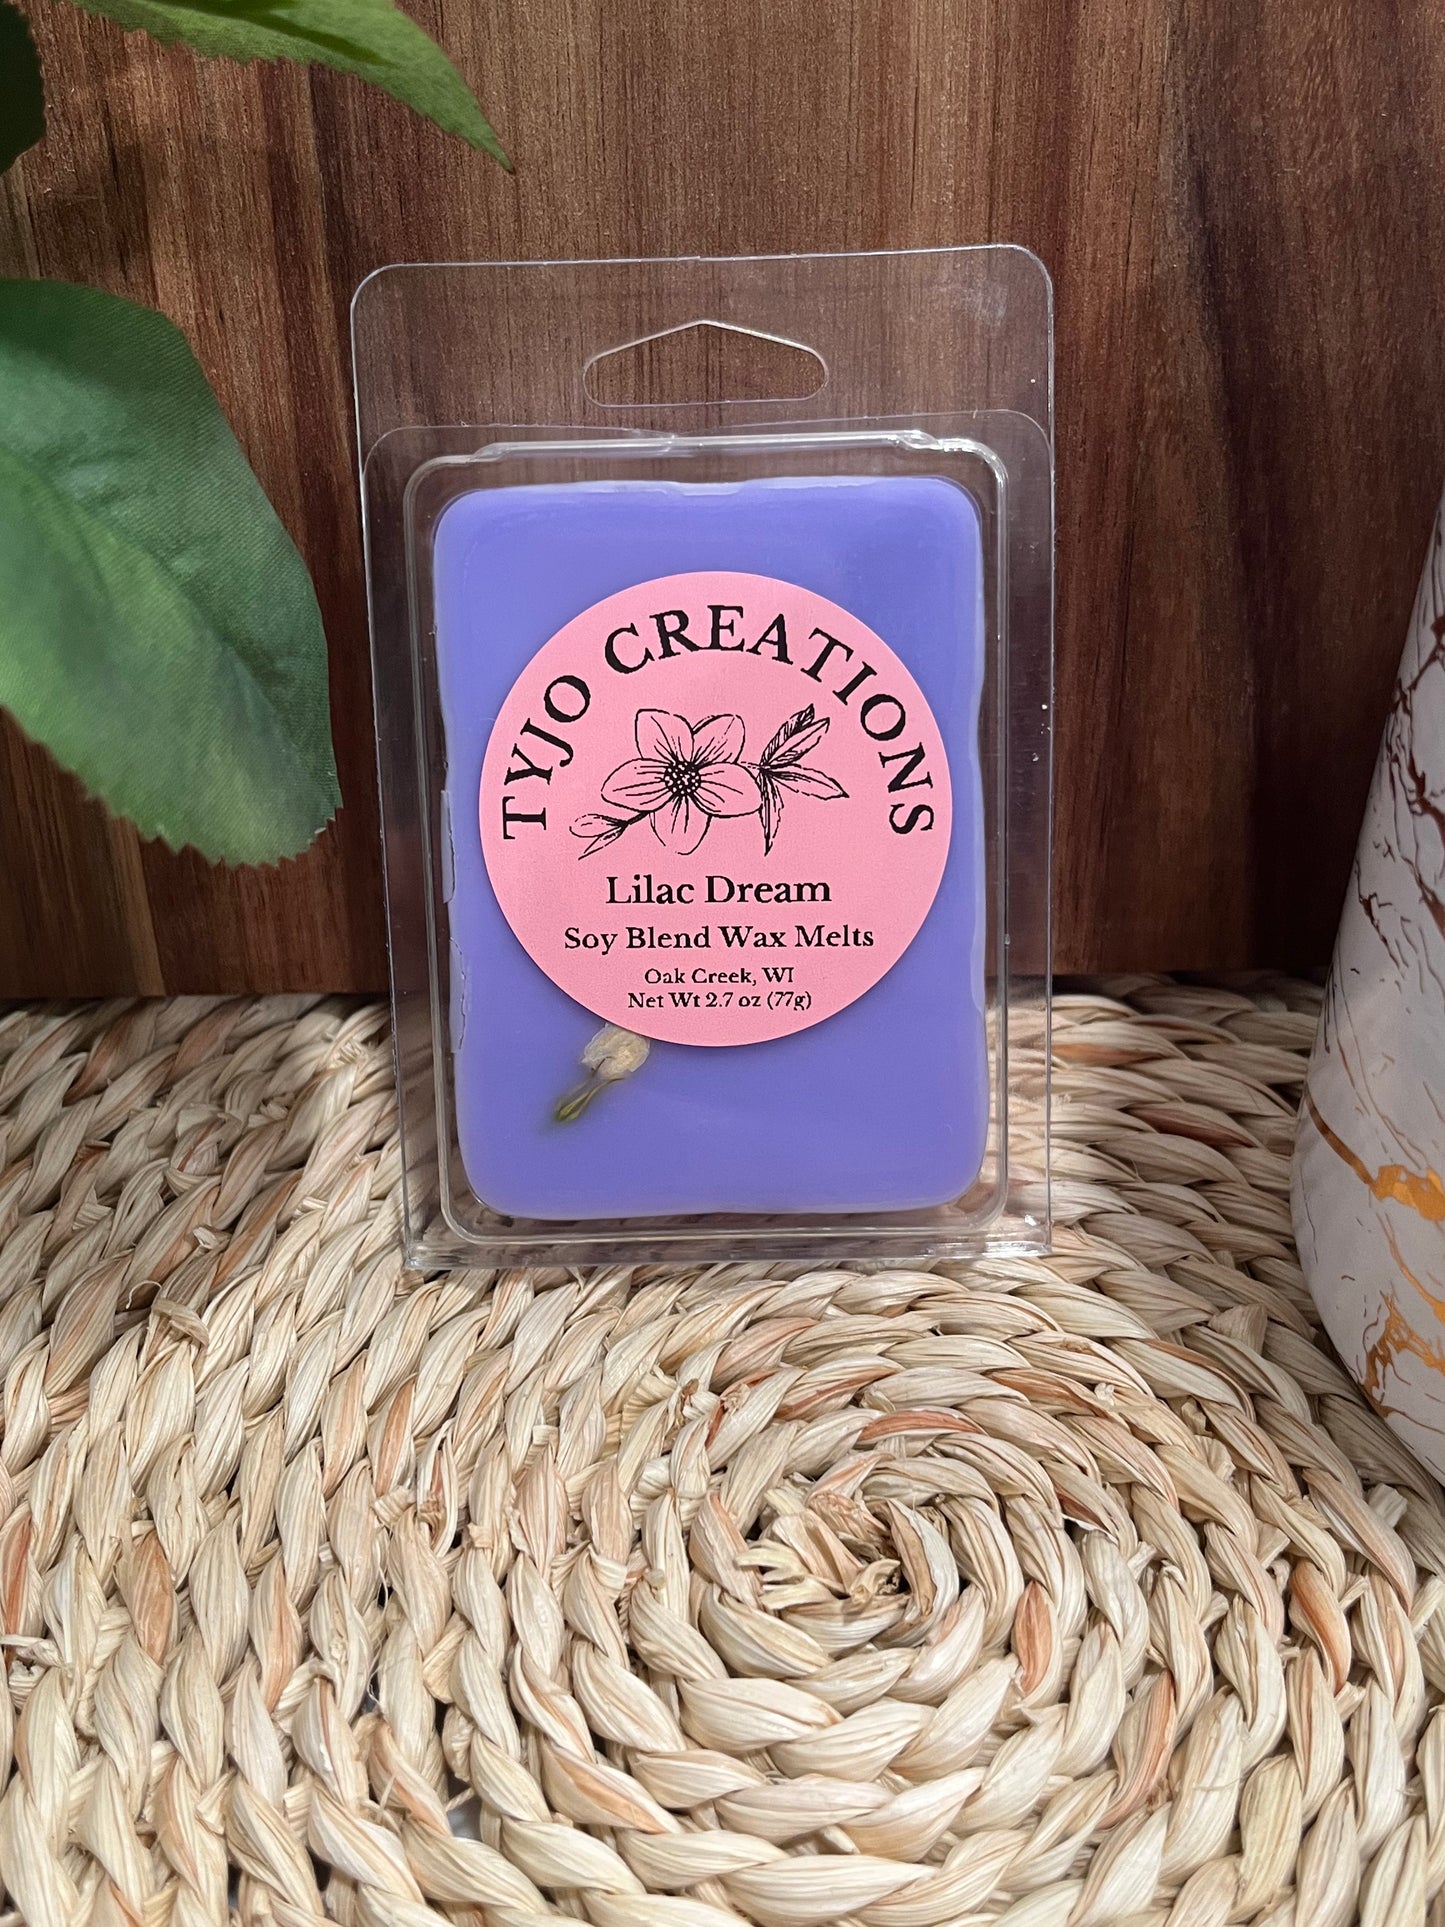 TYJO CREATIONS
Lilac Dream
Soy Blend Wax Melts
Oak Creek, WI
Net Wt 2.7 oz (77g)